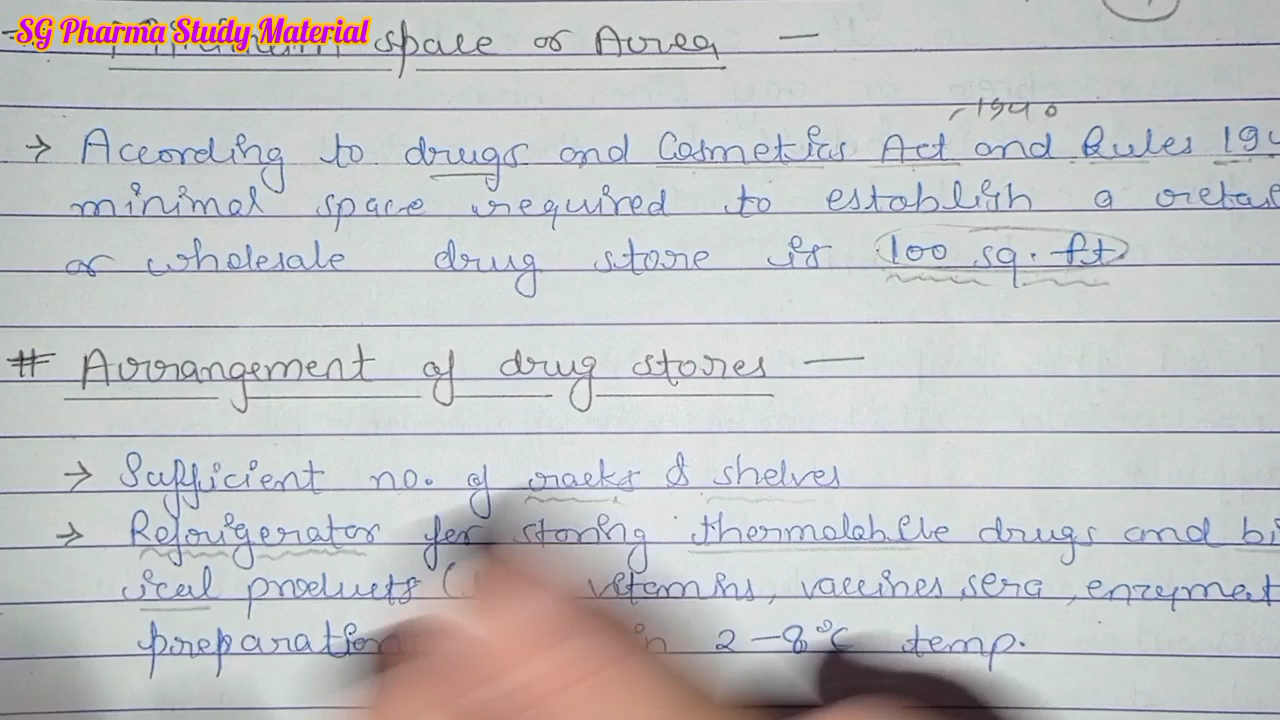 SG Pharma Study Material
space or Area —
, 1940
→ According to drugs and Cosmetics Act and Rules
minimal space required to establish a
or wholesale drug store is 100 sq. ft
# Arrangement of drug stores —
→ Sufficient no. of racks & shelves
→ Refrigerator for storing thermolabile drugs and
ical products ( vitamins, vaccines, sera,
preparation in 2-8°C temp.